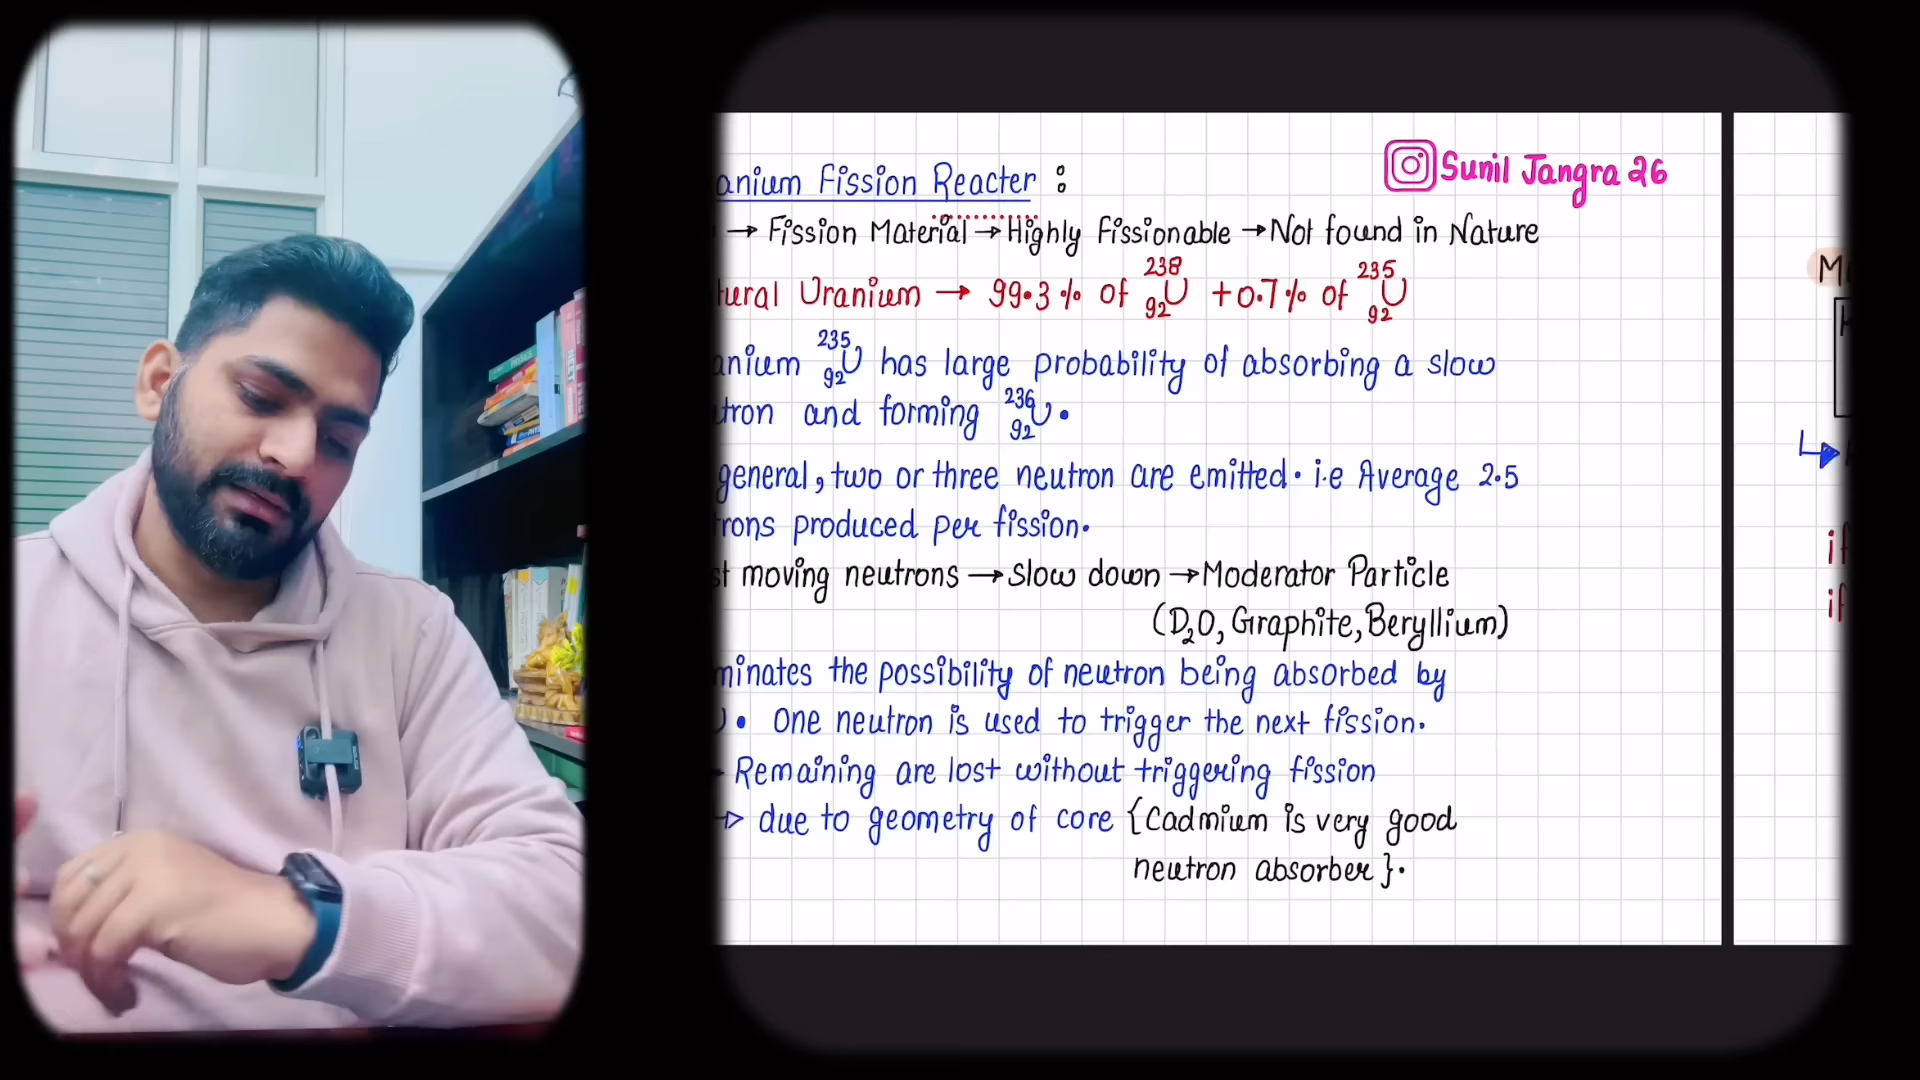 Sunil Jangra 26
anium Fission Reacter :
→ Fission Material → Highly Fissionable → Not found in Nature
tural Uranium → 99.3% of ²³⁸₉₂U + 0.7% of ²³⁵₉₂U
anium ²³⁵₉₂U has large probability of absorbing a slow
tron and forming ²³⁶₉₂U.
general, two or three neutron are emitted. i.e Average 2.5
rons produced per fission.
st moving neutrons → Slow down → Moderator Particle
(D₂O, Graphite, Beryllium)
minates the possibility of neutron being absorbed by
. One neutron is used to trigger the next fission.
Remaining are lost without triggering fission
due to geometry of core {Cadmium is very good
neutron absorber}.
M
if
if